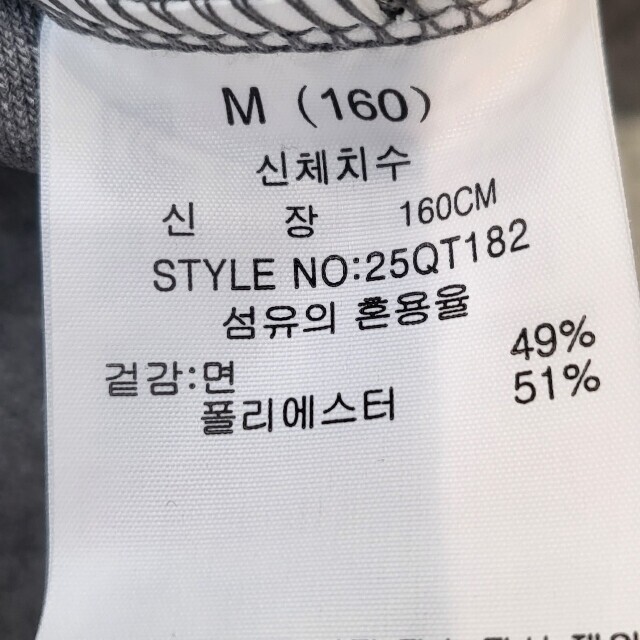 M (160)
신체치수
신 장 160CM
STYLE NO:25QT182
섬유의 혼용율
겉감:면 49%
폴리에스터 51%